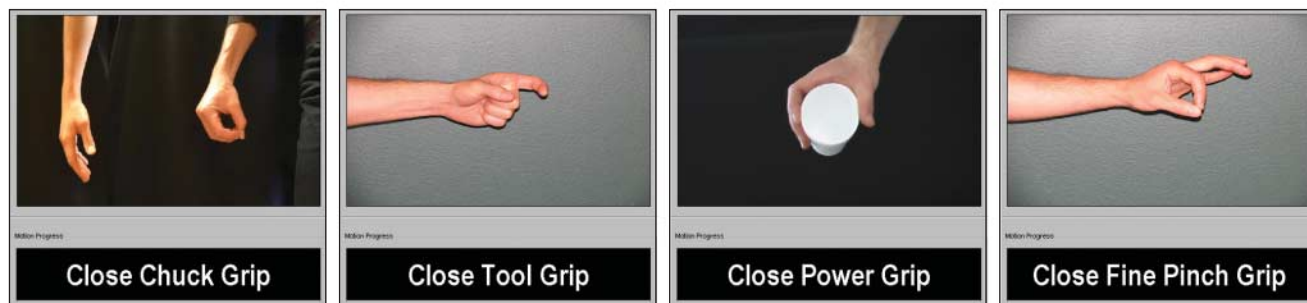 Motion Progress
Close Chuck Grip
Motion Progress
Close Tool Grip
Motion Progress
Close Power Grip
Motion Progress
Close Fine Pinch Grip